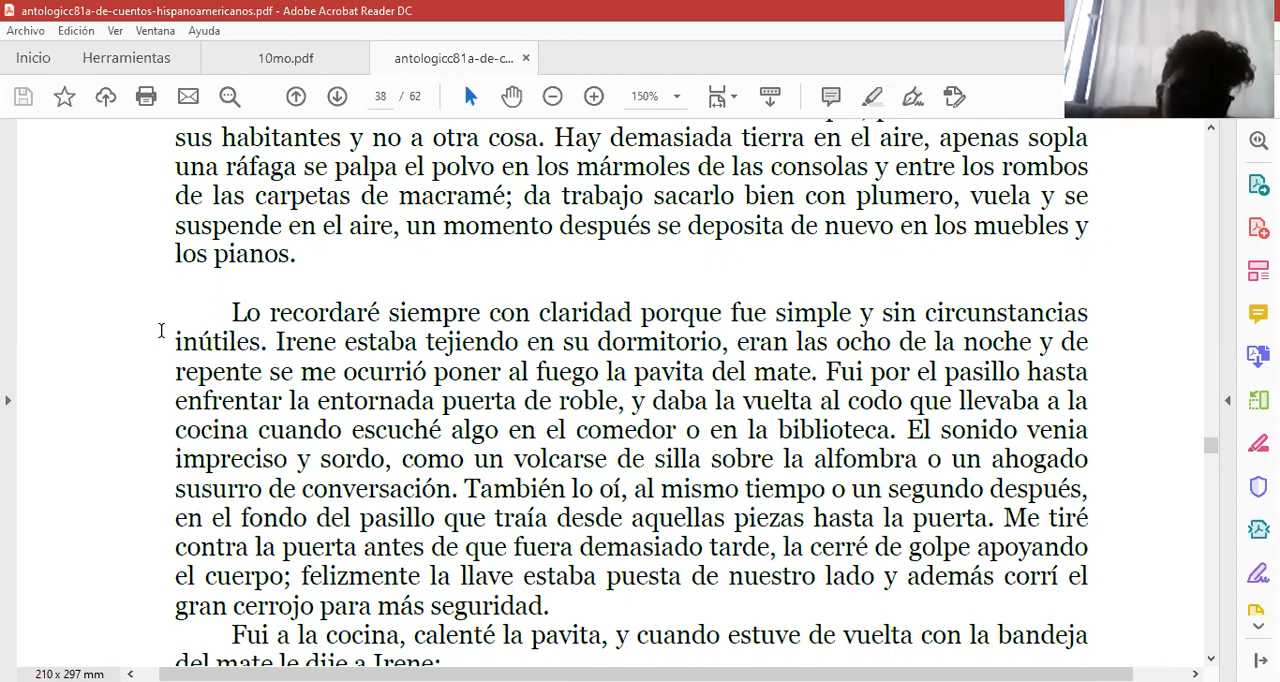 antologicc81a-de-cuentos-hispanoamericanos.pdf - Adobe Acrobat Reader DC
Archivo Edición Ver Ventana Ayuda
Inicio Herramientas 10mo.pdf antologicc81a-de-c... ×
38 / 62 150%
sus habitantes y no a otra cosa. Hay demasiada tierra en el aire, apenas sopla
una ráfaga se palpa el polvo en los mármoles de las consolas y entre los rombos
de las carpetas de macramé; da trabajo sacarlo bien con plumero, vuela y se
suspende en el aire, un momento después se deposita de nuevo en los muebles y
los pianos.
Lo recordaré siempre con claridad porque fue simple y sin circunstancias
inútiles. Irene estaba tejiendo en su dormitorio, eran las ocho de la noche y de
repente se me ocurrió poner al fuego la pavita del mate. Fui por el pasillo hasta
enfrentar la entornada puerta de roble, y daba la vuelta al codo que llevaba a la
cocina cuando escuché algo en el comedor o en la biblioteca. El sonido venia
impreciso y sordo, como un volcarse de silla sobre la alfombra o un ahogado
susurro de conversación. También lo oí, al mismo tiempo o un segundo después,
en el fondo del pasillo que traía desde aquellas piezas hasta la puerta. Me tiré
contra la puerta antes de que fuera demasiado tarde, la cerré de golpe apoyando
el cuerpo; felizmente la llave estaba puesta de nuestro lado y además corrí el
gran cerrojo para más seguridad.
Fui a la cocina, calenté la pavita, y cuando estuve de vuelta con la bandeja
del mate le dije a Irene:
210 x 297 mm